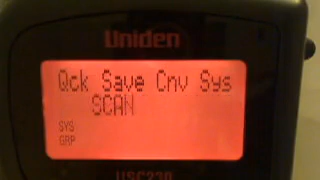 Uniden
Qck Save Cnv Sys
SCAN
SYS
GRP
USC230